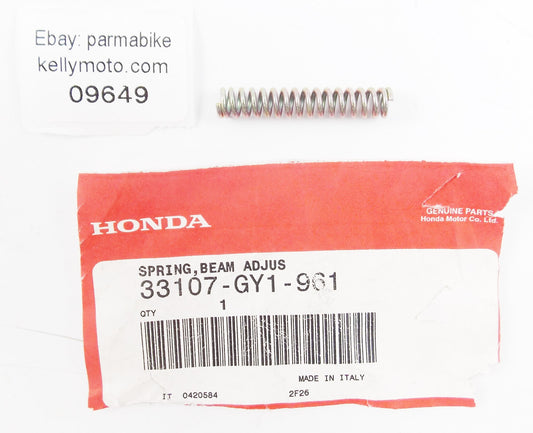 Ebay: parmabike
kellymoto.com
09649
HONDA
GENUINE PARTS
Honda Motor Co. Ltd.
SPRING,BEAM ADJUS
33107-GY1-961
QTY 1
MADE IN ITALY
IT 0420584 2F26